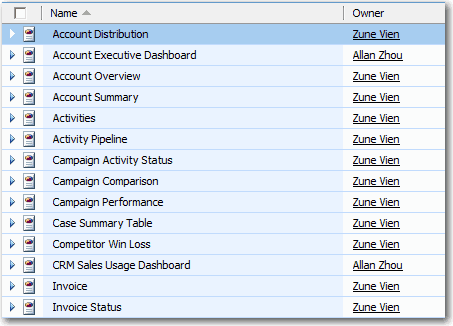 Name Owner
Account Distribution Zune Vien
Account Executive Dashboard Allan Zhou
Account Overview Zune Vien
Account Summary Zune Vien
Activities Zune Vien
Activity Pipeline Zune Vien
Campaign Activity Status Zune Vien
Campaign Comparison Zune Vien
Campaign Performance Zune Vien
Case Summary Table Zune Vien
Competitor Win Loss Zune Vien
CRM Sales Usage Dashboard Allan Zhou
Invoice Zune Vien
Invoice Status Zune Vien